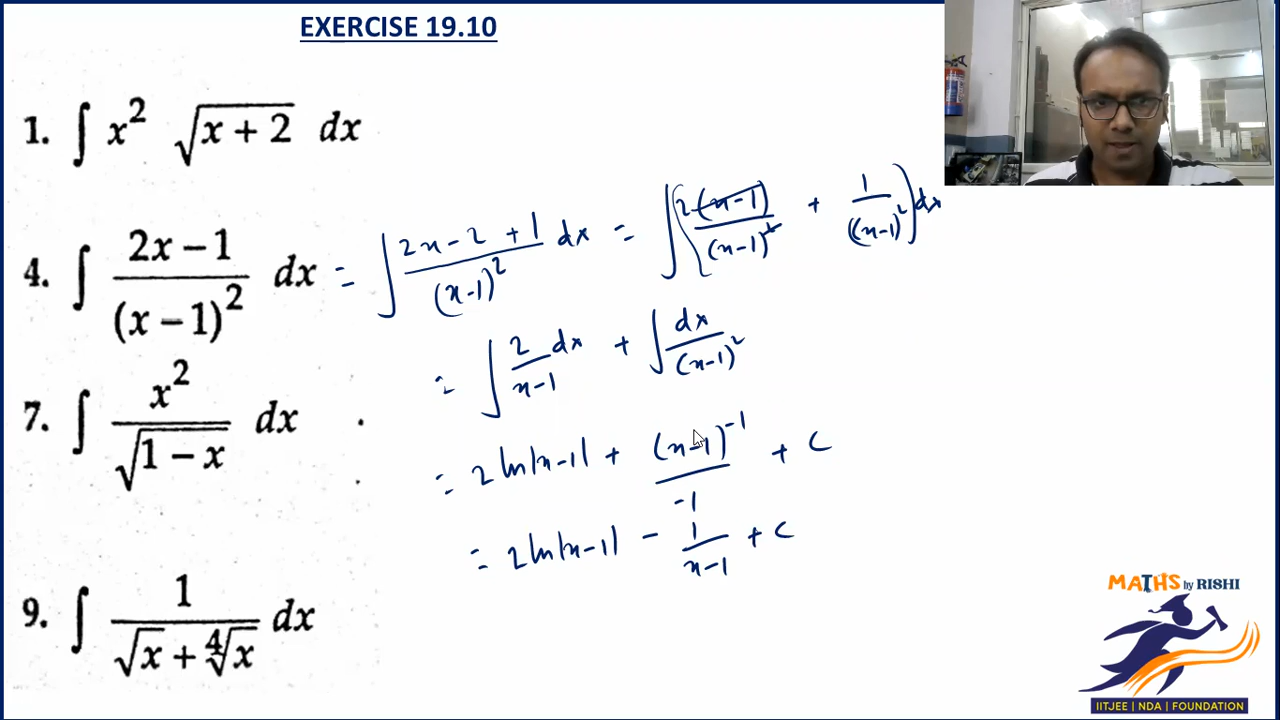 EXERCISE 19.10
1. ∫ x² √(x + 2) dx
4. ∫ (2x − 1)/(x − 1)² dx = ∫ (2x − 2 + 1)/(x−1)² dx = ∫ (2(x−1)/(x−1)² + 1/(x−1)²) dx
= ∫ 2/(x−1) dx + ∫ dx/(x−1)²
7. ∫ x²/√(1 − x) dx
= 2 ln|x−1| + (x−1)⁻¹/−1 + C
= 2 ln|x−1| − 1/(x−1) + C
9. ∫ 1/(√x + ∜x) dx
MATHS by RISHI
IITJEE | NDA | FOUNDATION